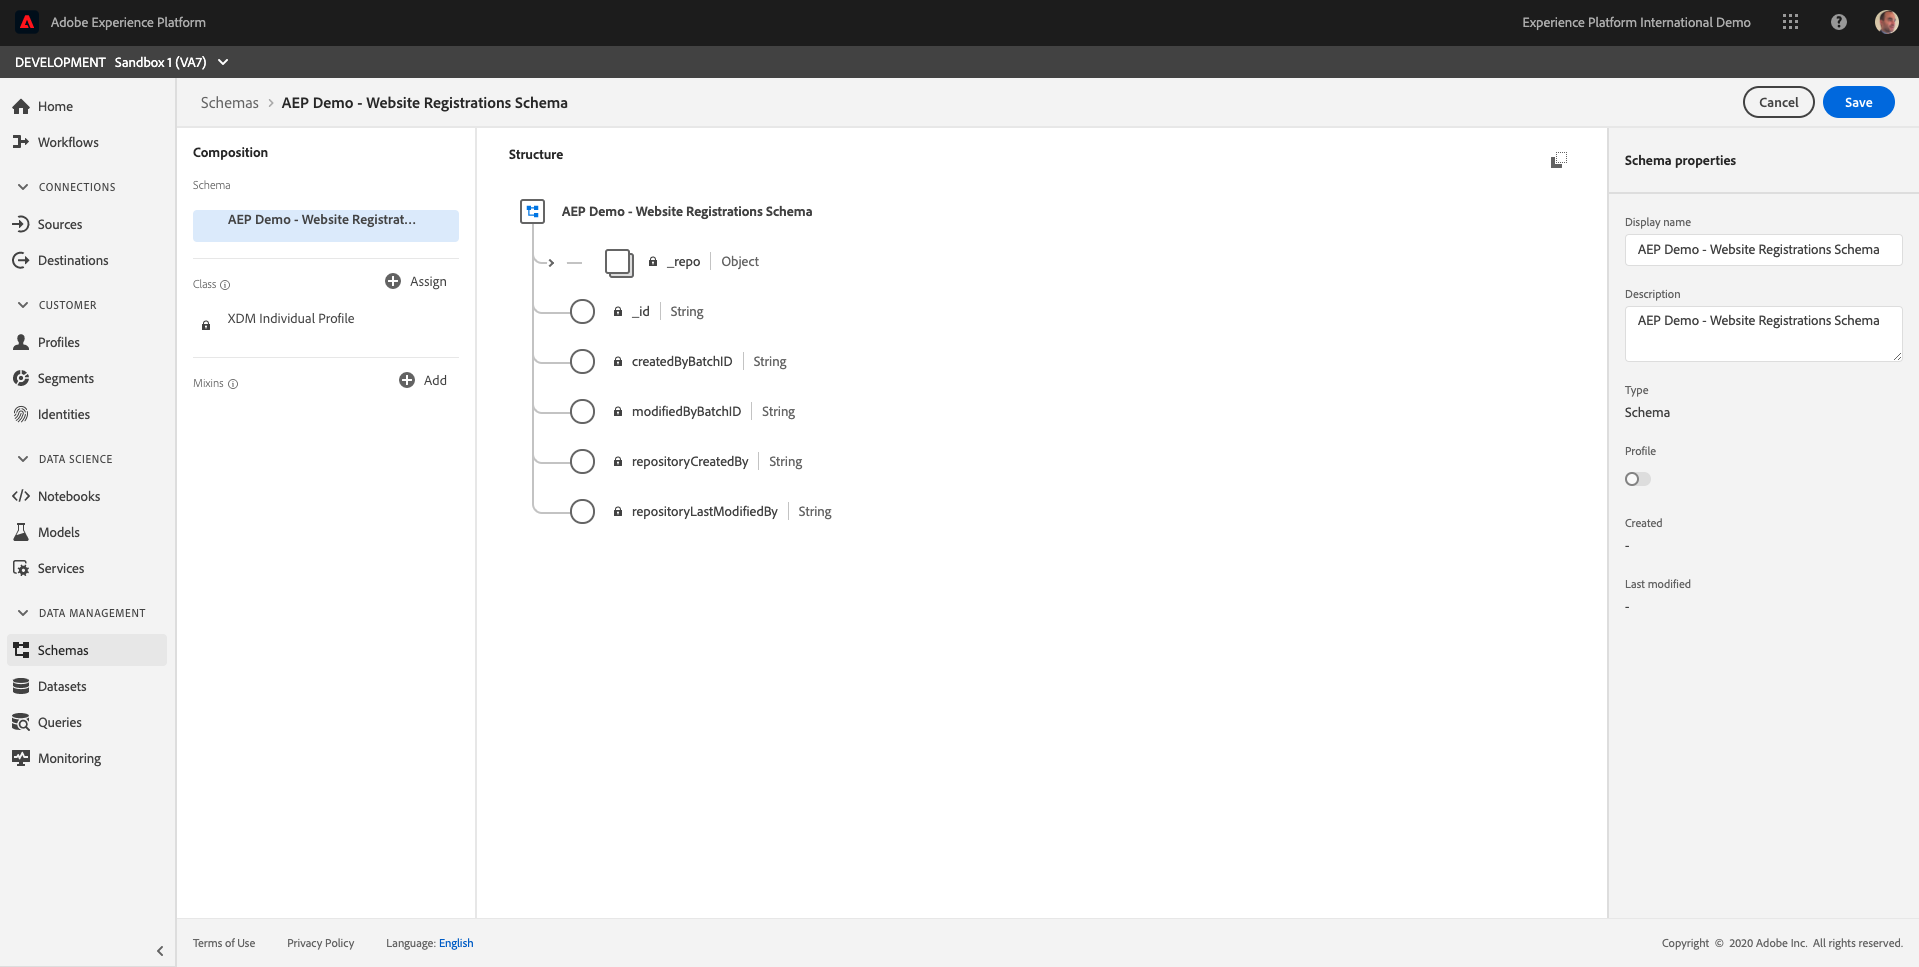 Adobe Experience Platform
Experience Platform International Demo
DEVELOPMENT Sandbox 1 (VA7)
Home
Workflows
CONNECTIONS
Sources
Destinations
CUSTOMER
Profiles
Segments
Identities
DATA SCIENCE
Notebooks
Models
Services
DATA MANAGEMENT
Schemas
Datasets
Queries
Monitoring
Schemas > AEP Demo - Website Registrations Schema
Cancel
Save
Composition
Schema
AEP Demo - Website Registrat...
Class
Assign
XDM Individual Profile
Mixins
Add
Structure
AEP Demo - Website Registrations Schema
_repo | Object
_id | String
createdByBatchID | String
modifiedByBatchID | String
repositoryCreatedBy | String
repositoryLastModifiedBy | String
Schema properties
Display name
AEP Demo - Website Registrations Schema
Description
AEP Demo - Website Registrations Schema
Type
Schema
Profile
Created
-
Last modified
-
Terms of Use
Privacy Policy
Language: English
Copyright © 2020 Adobe Inc. All rights reserved.